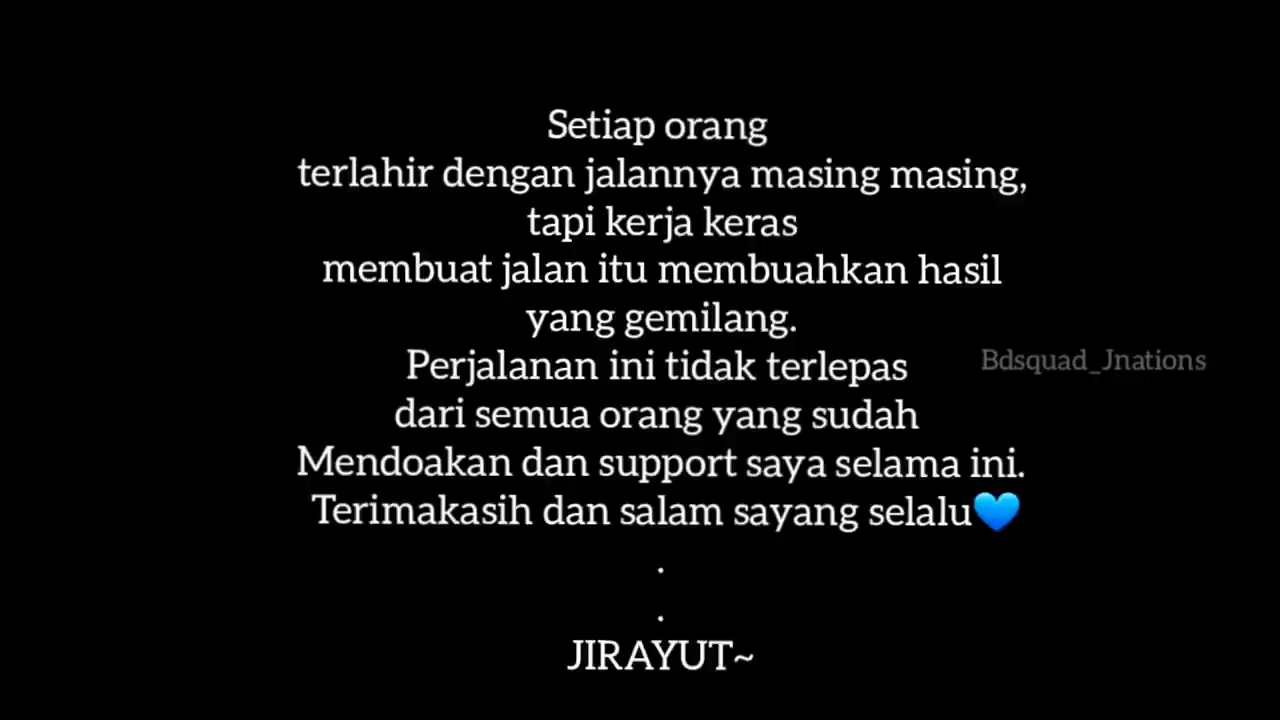 Setiap orang
terlahir dengan jalannya masing masing,
tapi kerja keras
membuat jalan itu membuahkan hasil
yang gemilang.
Perjalanan ini tidak terlepas
Bdsquad_Jnations
dari semua orang yang sudah
Mendoakan dan support saya selama ini.
Terimakasih dan salam sayang selalu💙
.
.
JIRAYUT~